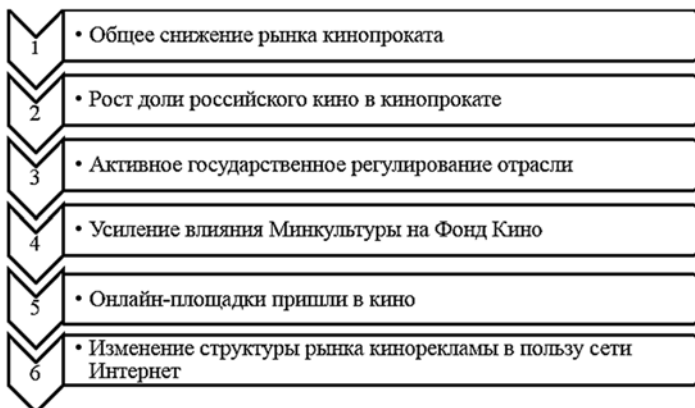 1
• Общее снижение рынка кинопроката
2
• Рост доли российского кино в кинопрокате
3
• Активное государственное регулирование отрасли
4
• Усиление влияния Минкультуры на Фонд Кино
5
• Онлайн-площадки пришли в кино
6
• Изменение структуры рынка кинорекламы в пользу сети
Интернет